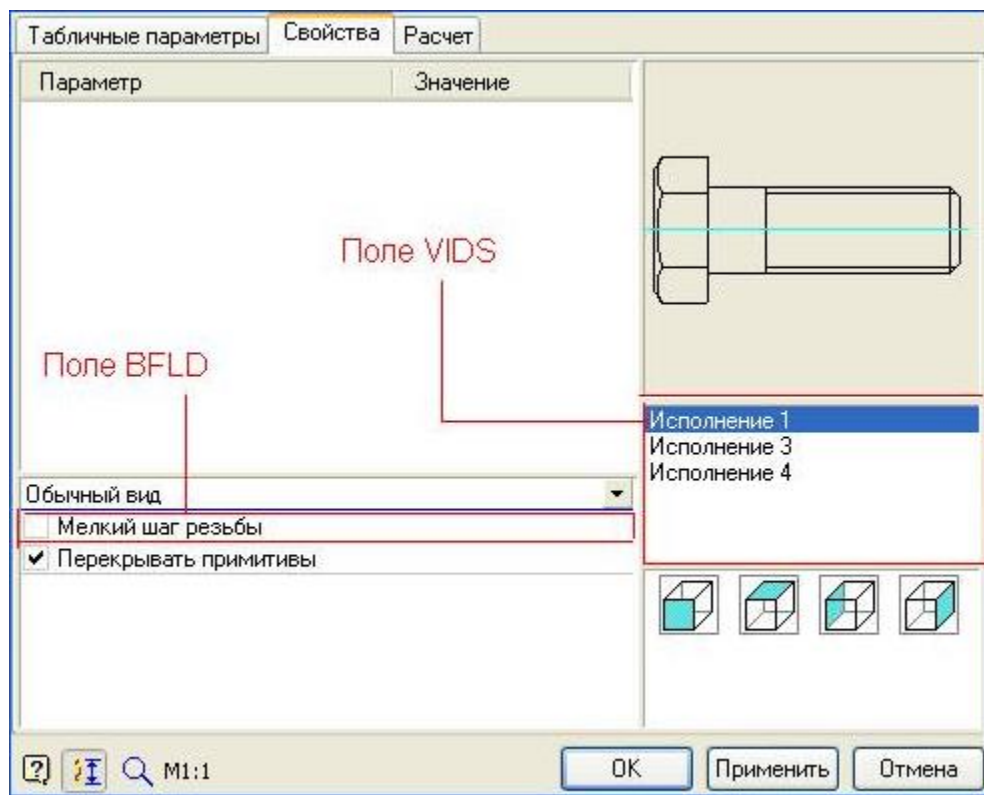 Табличные параметры Свойства Расчет
Параметр Значение
Поле VIDS
Поле BFLD
Исполнение 1
Исполнение 3
Исполнение 4
Обычный вид
Мелкий шаг резьбы
Перекрывать примитивы
M1:1
OK Применить Отмена